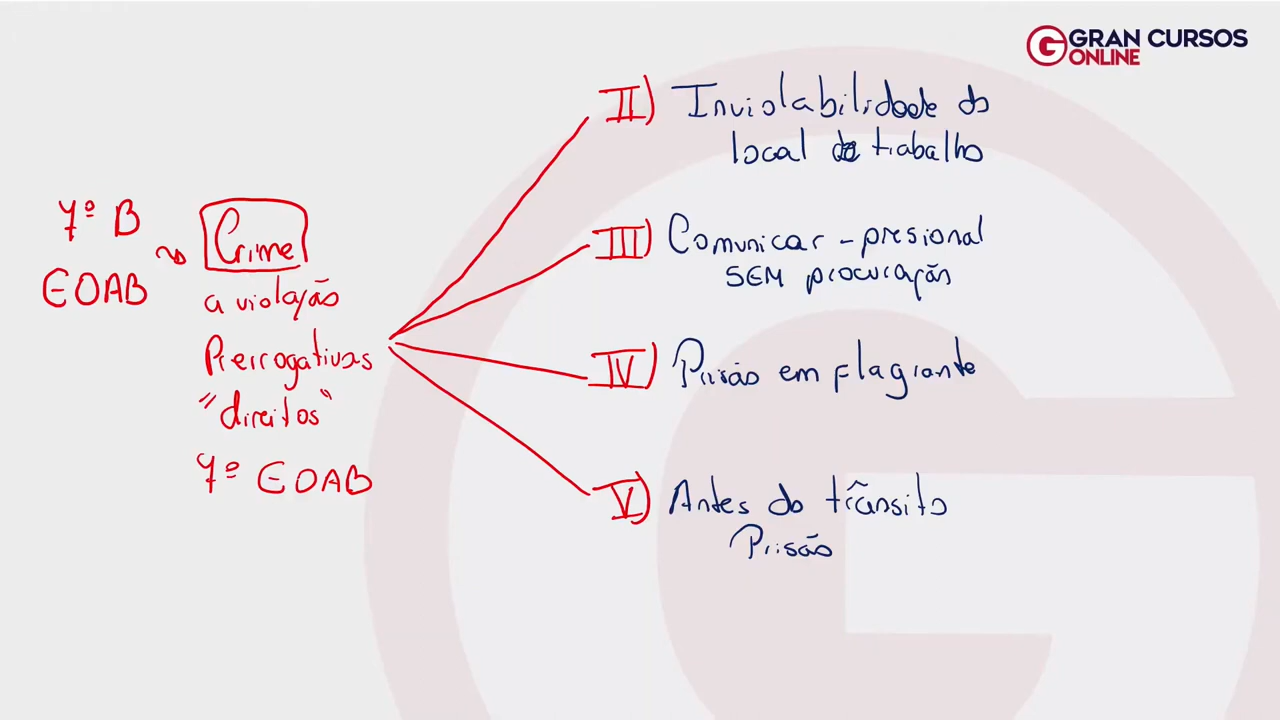 GRAN CURSOS
ONLINE
7º B
EOAB
Crime
a violação
Prerrogativas
"direitos"
7º EOAB
II) Inviolabilidade do
local de trabalho
III) Comunicar - presional
SEM procuração
IV) Prisão em flagrante
V) Antes do trânsito
Prisão